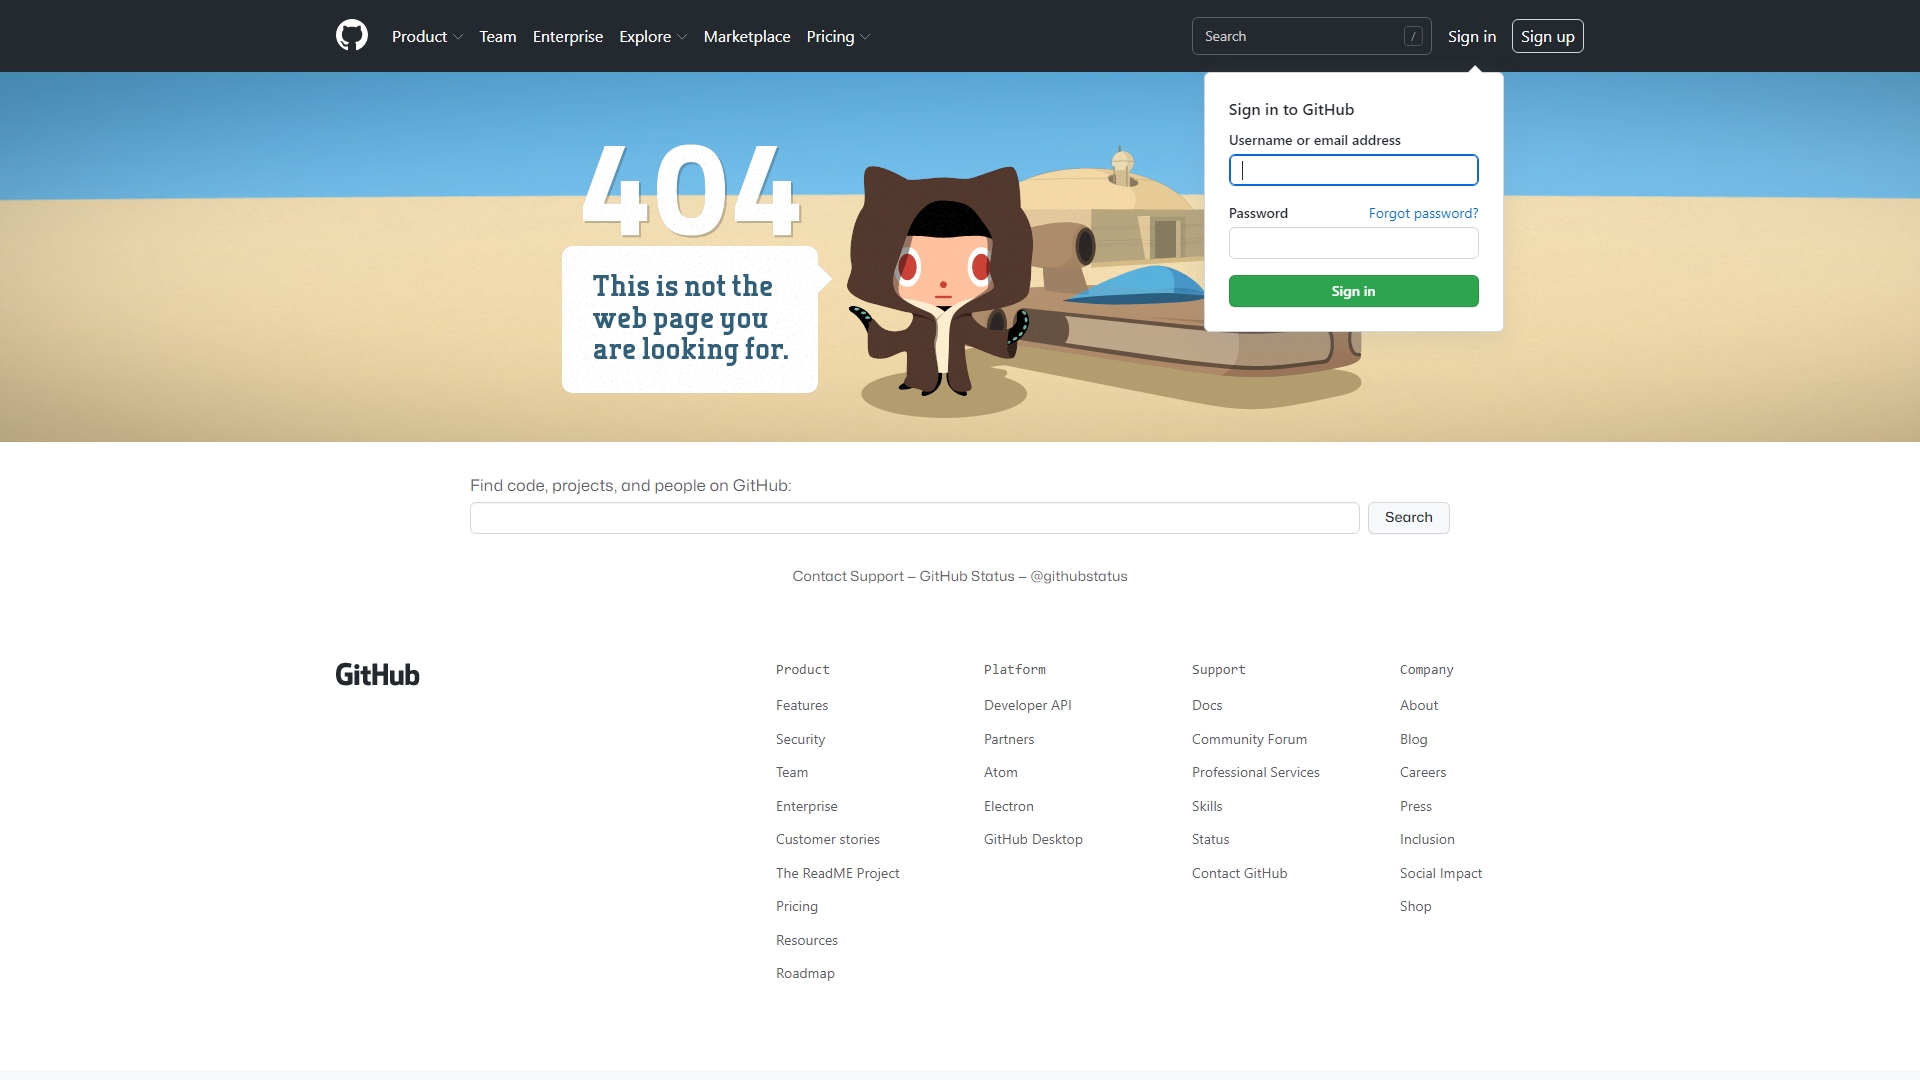 Product Team Enterprise Explore Marketplace Pricing Search / Sign in Sign up
Sign in to GitHub
Username or email address
Password Forgot password?
Sign in
404
This is not the
web page you
are looking for.
Find code, projects, and people on GitHub:
Search
Contact Support — GitHub Status — @githubstatus
GitHub
Product
Features
Security
Team
Enterprise
Customer stories
The ReadME Project
Pricing
Resources
Roadmap
Platform
Developer API
Partners
Atom
Electron
GitHub Desktop
Support
Docs
Community Forum
Professional Services
Skills
Status
Contact GitHub
Company
About
Blog
Careers
Press
Inclusion
Social Impact
Shop